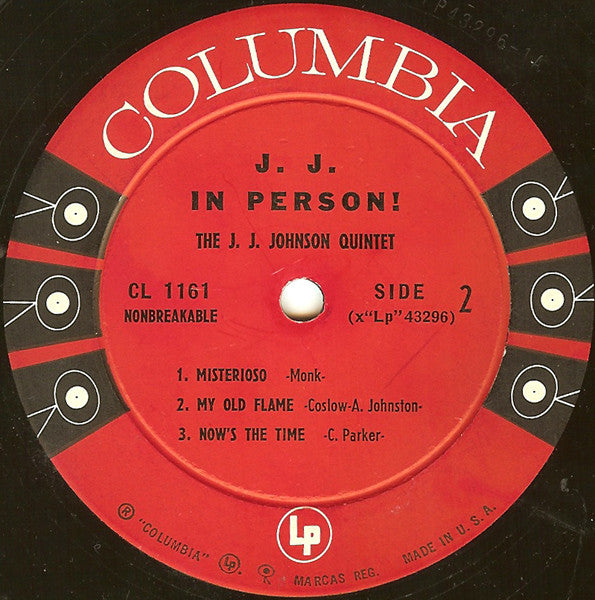 COLUMBIA
J. J.
IN PERSON!
THE J. J. JOHNSON QUINTET
CL 1161
NONBREAKABLE
SIDE 2
(x"Lp"43296)
1. MISTERIOSO -Monk-
2. MY OLD FLAME -Coslow-A. Johnston-
3. NOW'S THE TIME -C. Parker-
Lp
® "COLUMBIA" Lp ® MARCAS REG. MADE IN U. S. A.